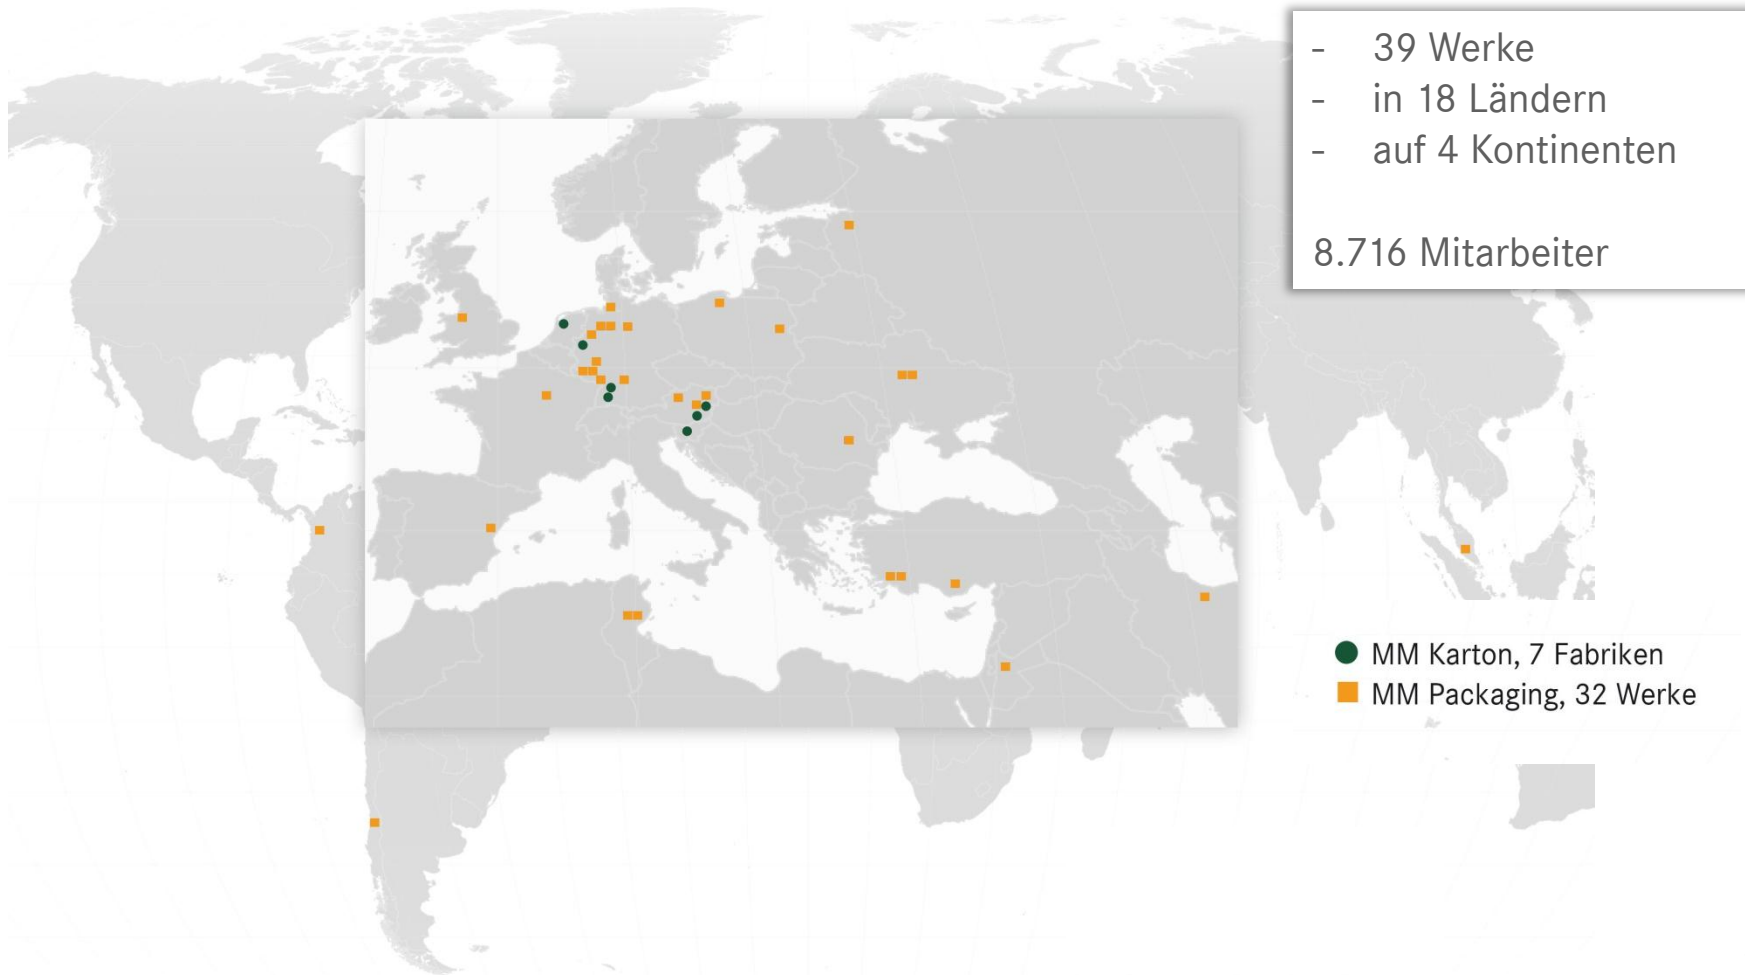 - 39 Werke
- in 18 Ländern
- auf 4 Kontinenten
8.716 Mitarbeiter
MM Karton, 7 Fabriken
MM Packaging, 32 Werke